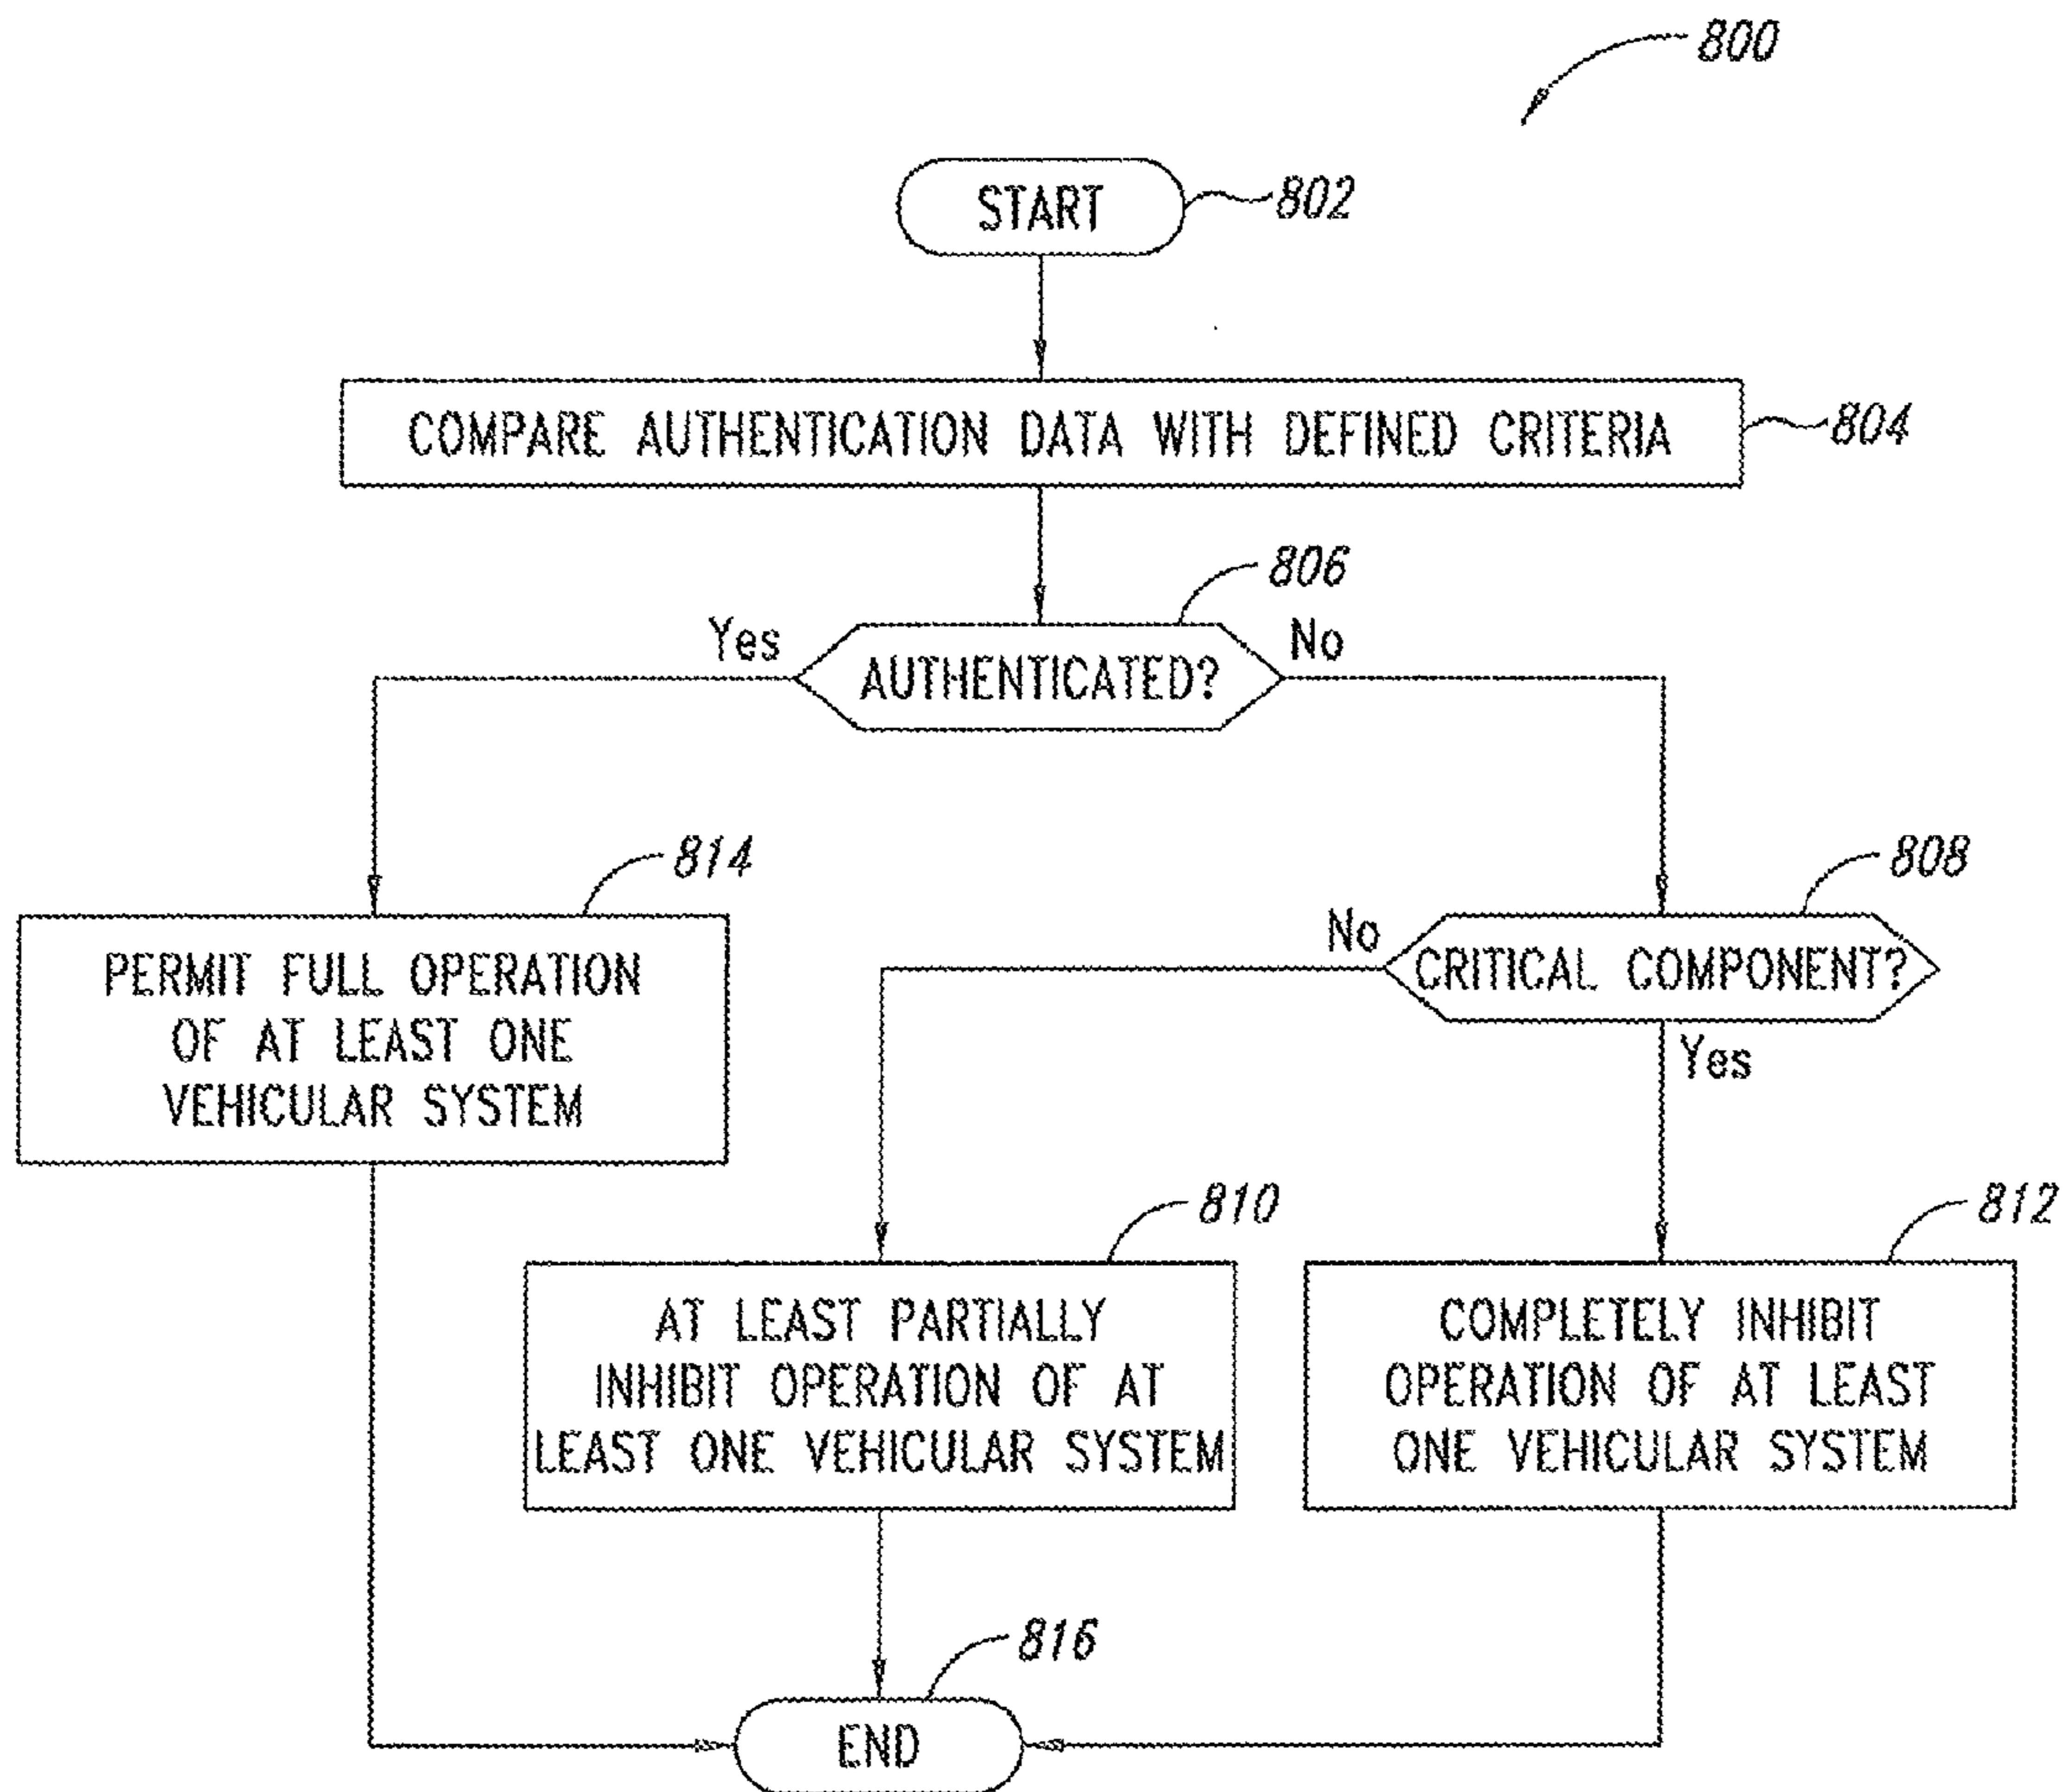 800
START
802
COMPARE AUTHENTICATION DATA WITH DEFINED CRITERIA
804
806
Yes
AUTHENTICATED?
No
814
PERMIT FULL OPERATION
OF AT LEAST ONE
VEHICULAR SYSTEM
808
No
CRITICAL COMPONENT?
Yes
810
AT LEAST PARTIALLY
INHIBIT OPERATION OF AT
LEAST ONE VEHICULAR SYSTEM
812
COMPLETELY INHIBIT
OPERATION OF AT LEAST
ONE VEHICULAR SYSTEM
816
END